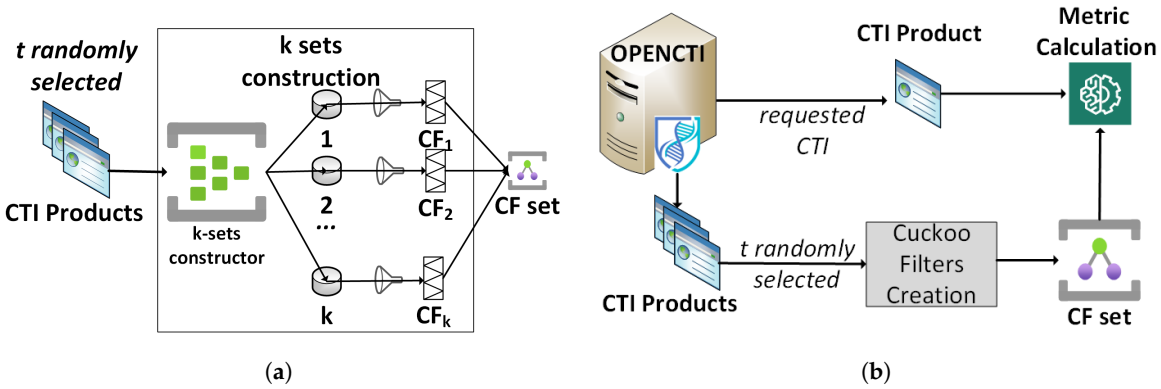 t randomly
selected
CTI Products
k-sets
constructor
k sets
construction
1
2
...
k
CF1
CF2
CFk
CF set
(a)
OPENCTI
requested
CTI
CTI Product
Metric
Calculation
CTI Products
t randomly
selected
Cuckoo
Filters
Creation
CF set
(b)